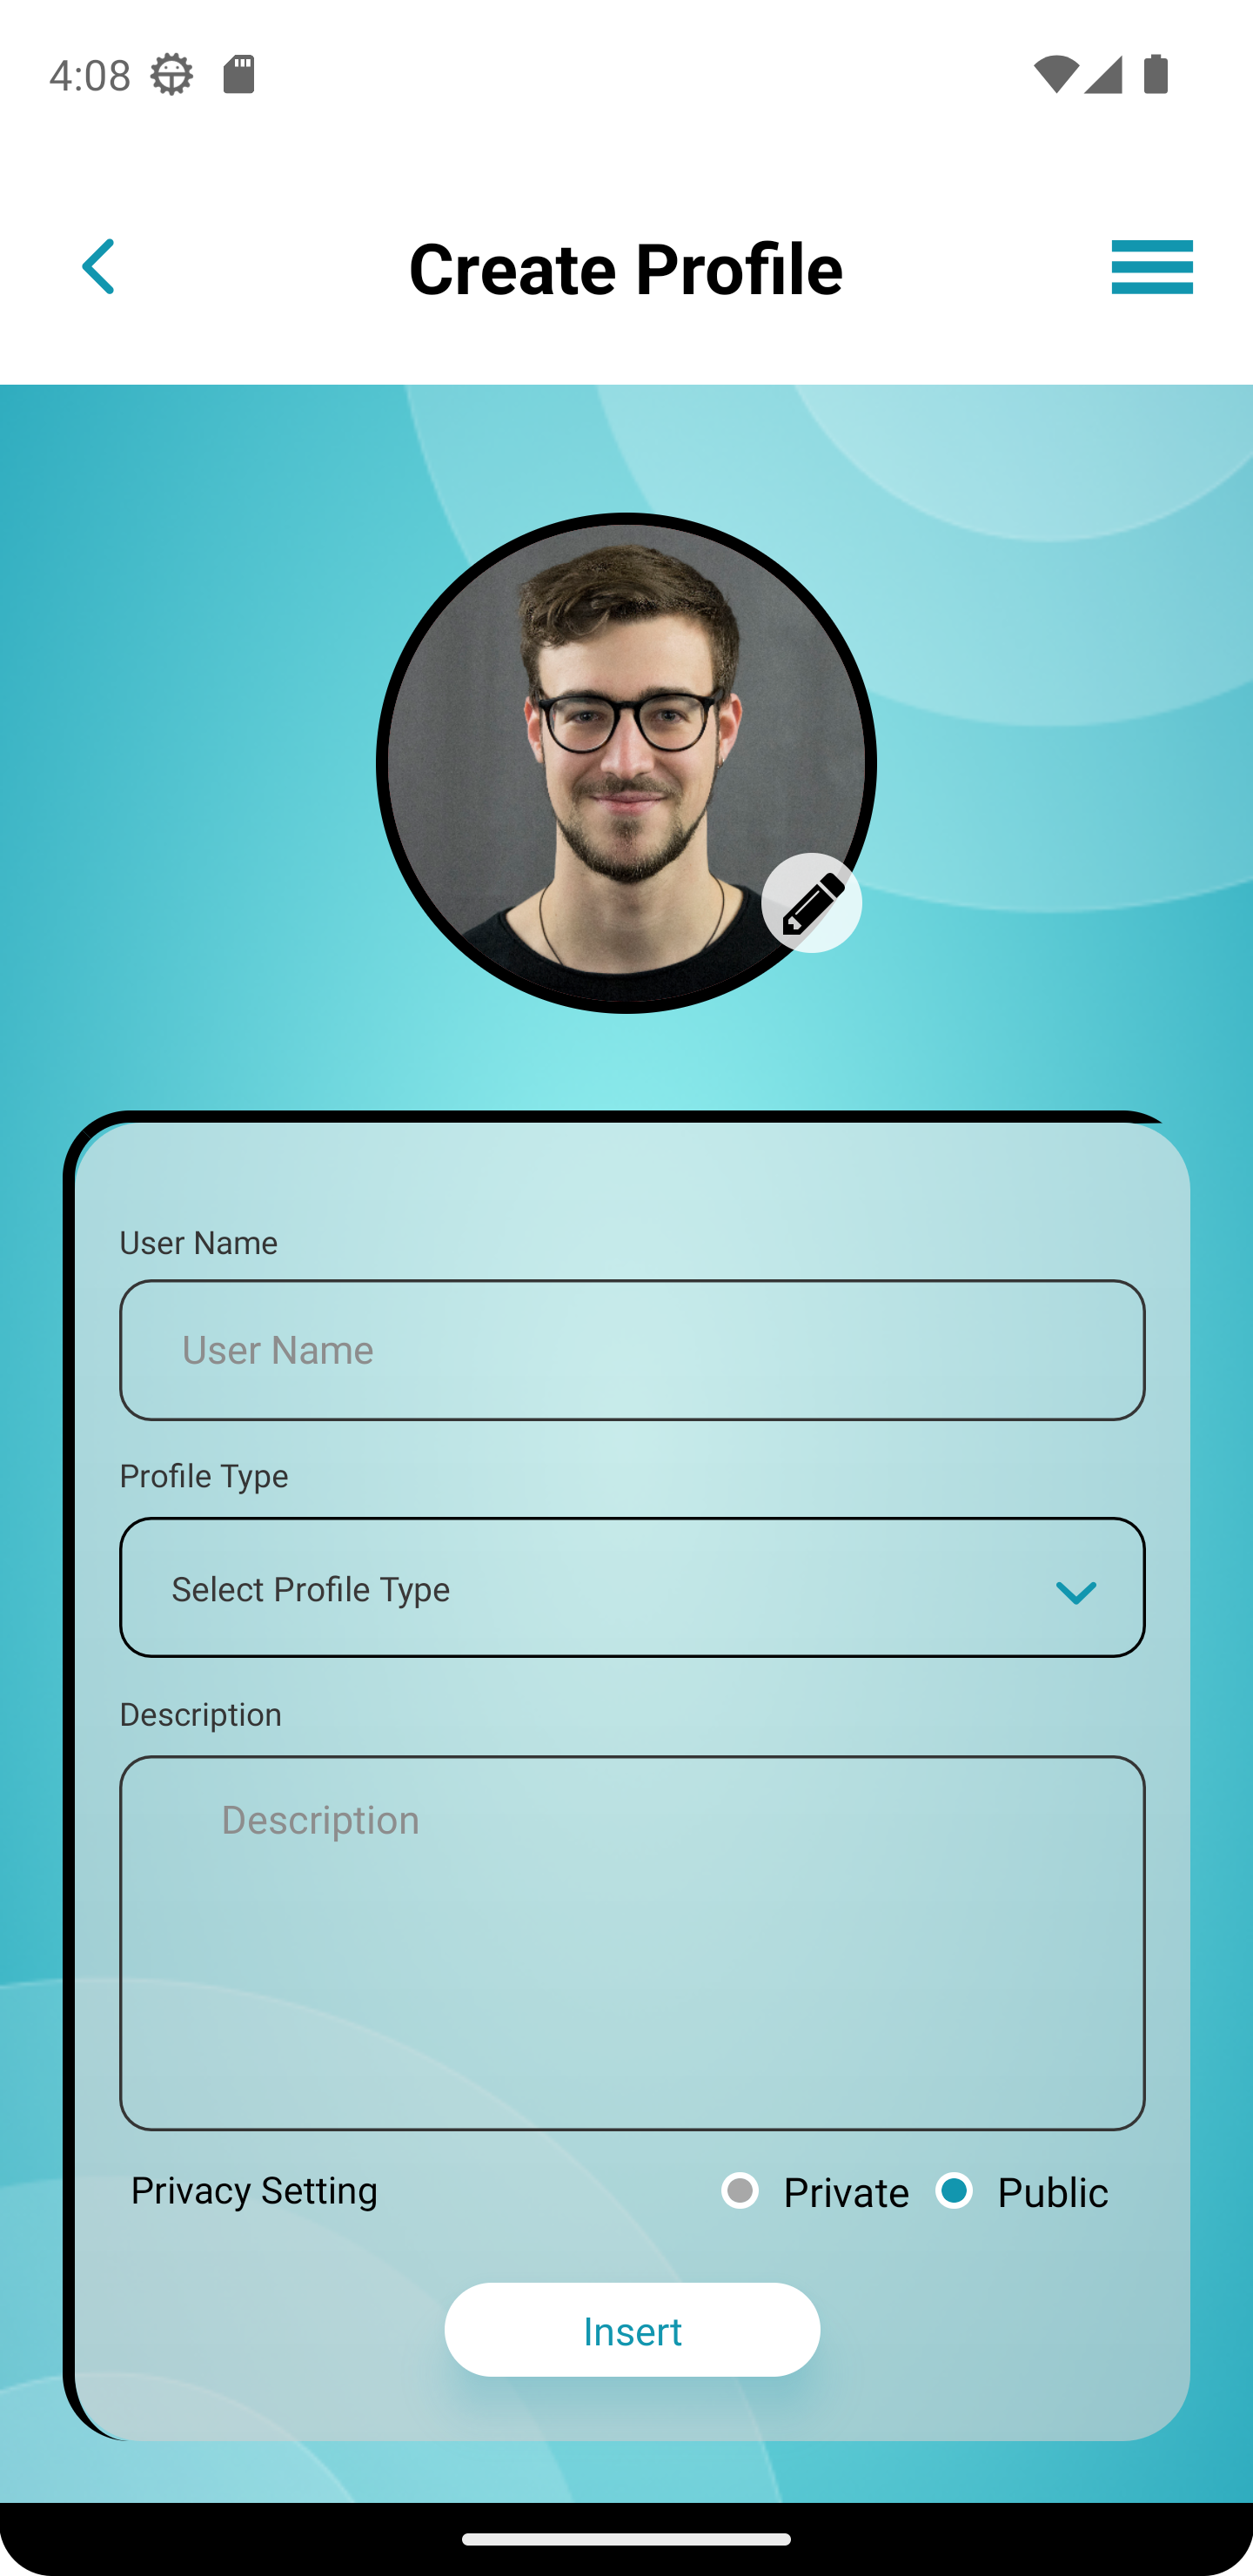 4:08
Create Profile
User Name
User Name
Profile Type
Select Profile Type
Description
Description
Privacy Setting Private Public
Insert